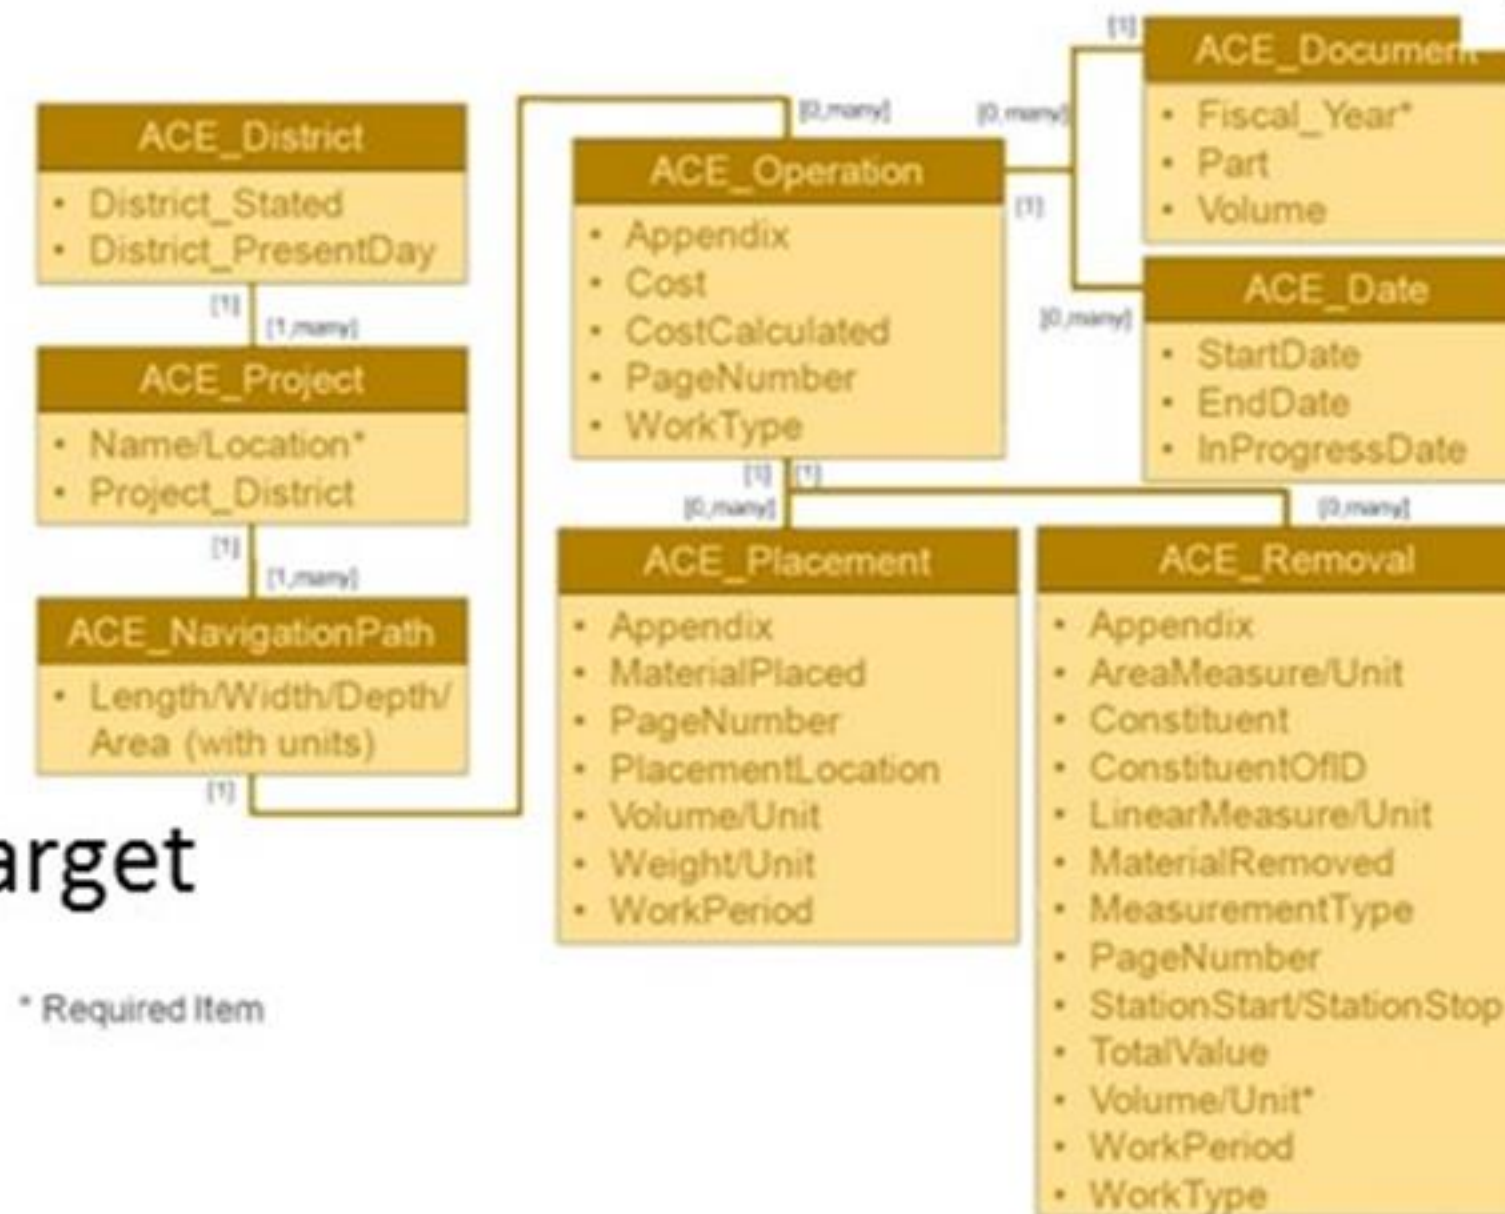 ACE_District
• District_Stated
• District_PresentDay
[1]
[1,many]
ACE_Project
• Name/Location*
• Project_District
[1]
[1,many]
ACE_NavigationPath
• Length/Width/Depth/
Area (with units)
[1]
arget
* Required Item
[0,many]
ACE_Operation
• Appendix
• Cost
• CostCalculated
• PageNumber
• WorkType
[1]
[0,many]
[1]
[0,many]
ACE_Document
• Fiscal_Year*
• Part
• Volume
ACE_Date
• StartDate
• EndDate
• InProgressDate
[1]
[1]
[0,many]
[0,many]
ACE_Placement
• Appendix
• MaterialPlaced
• PageNumber
• PlacementLocation
• Volume/Unit
• Weight/Unit
• WorkPeriod
ACE_Removal
• Appendix
• AreaMeasure/Unit
• Constituent
• ConstituentOfID
• LinearMeasure/Unit
• MaterialRemoved
• MeasurementType
• PageNumber
• StationStart/StationStop
• TotalValue
• Volume/Unit*
• WorkPeriod
• WorkType